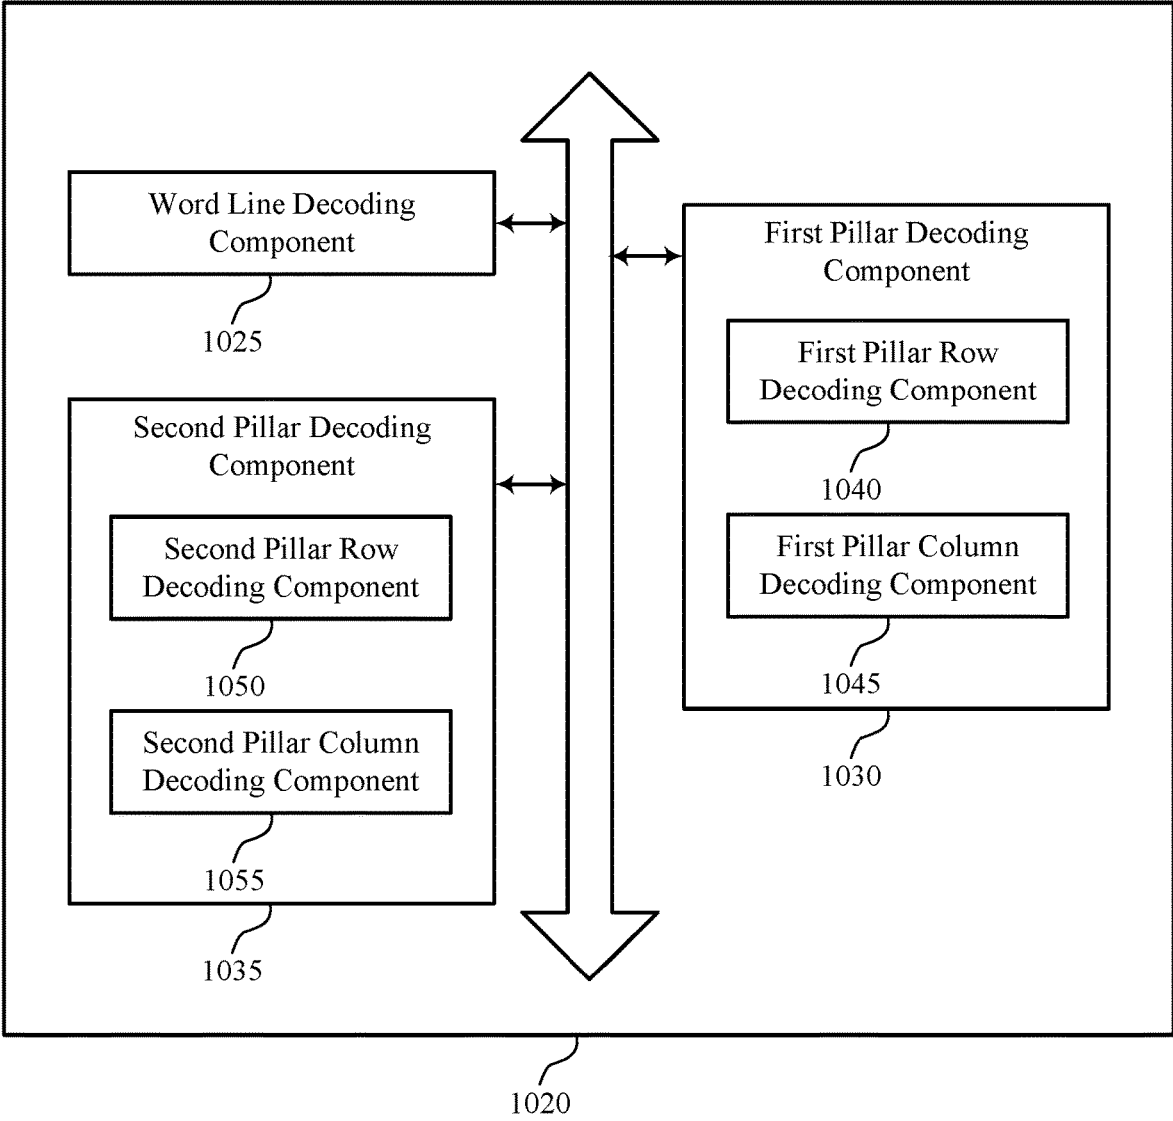 Word Line Decoding
Component
1025
First Pillar Decoding
Component
First Pillar Row
Decoding Component
1040
First Pillar Column
Decoding Component
1045
1030
Second Pillar Decoding
Component
Second Pillar Row
Decoding Component
1050
Second Pillar Column
Decoding Component
1055
1035
1020